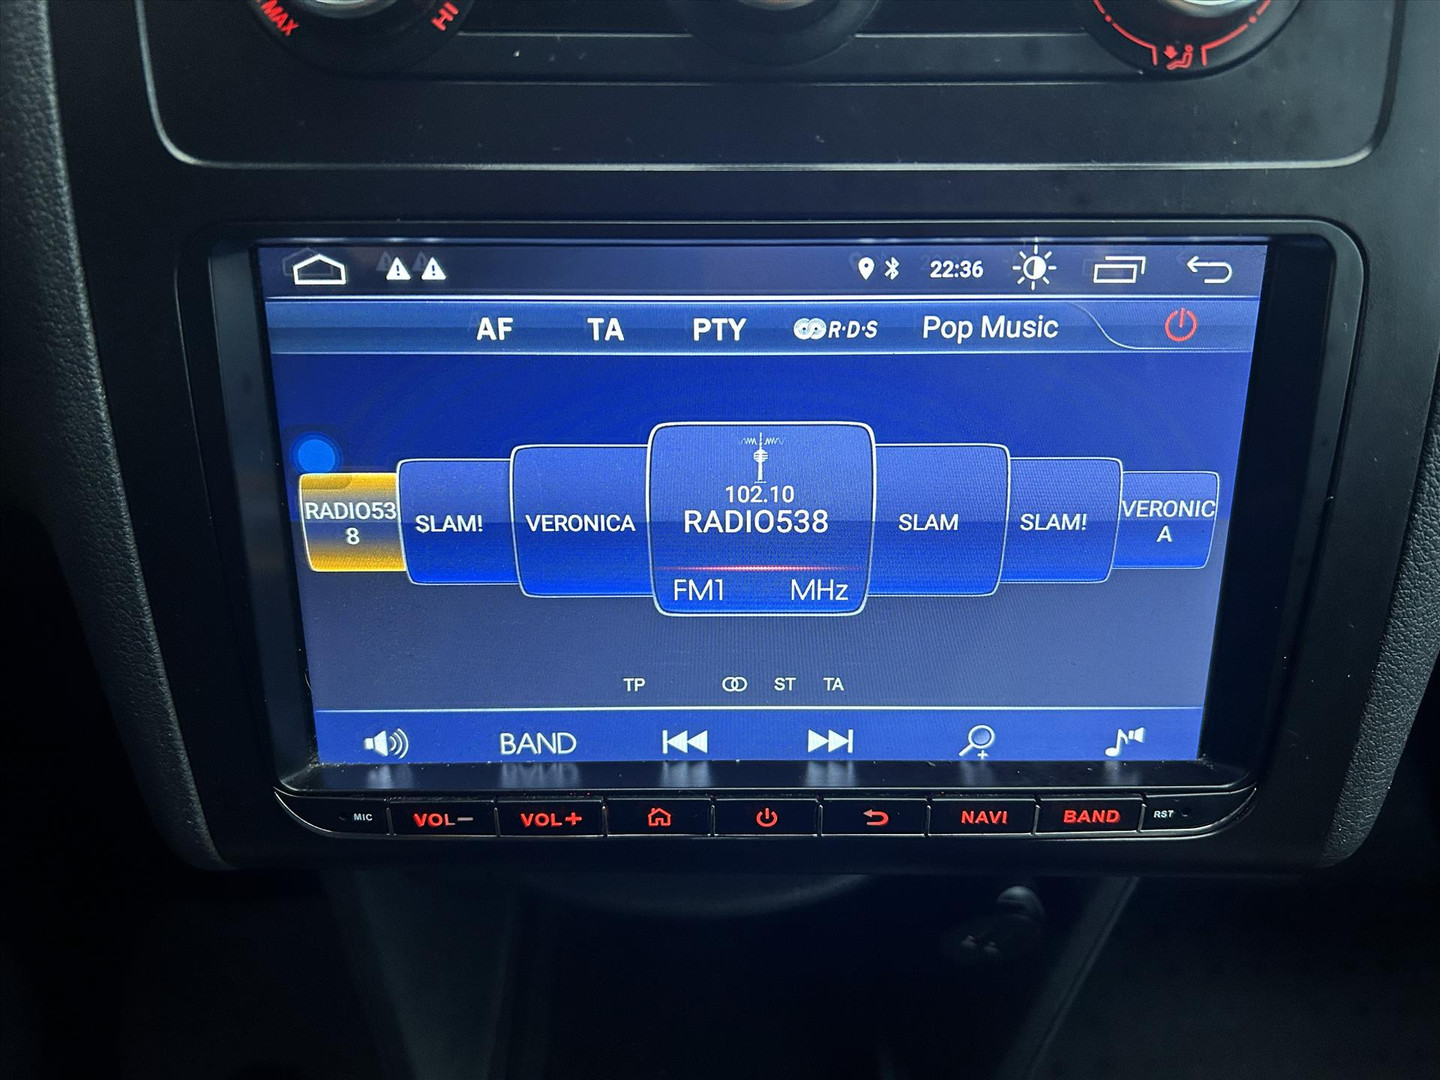 MAX
HI
22:36
AF TA PTY R·D·S Pop Music
RADIO53
8
SLAM!
VERONICA
102.10
RADIO538
FM1 MHz
SLAM
SLAM!
VERONIC
A
TP ST TA
BAND
MIC VOL− VOL+ NAVI BAND RST